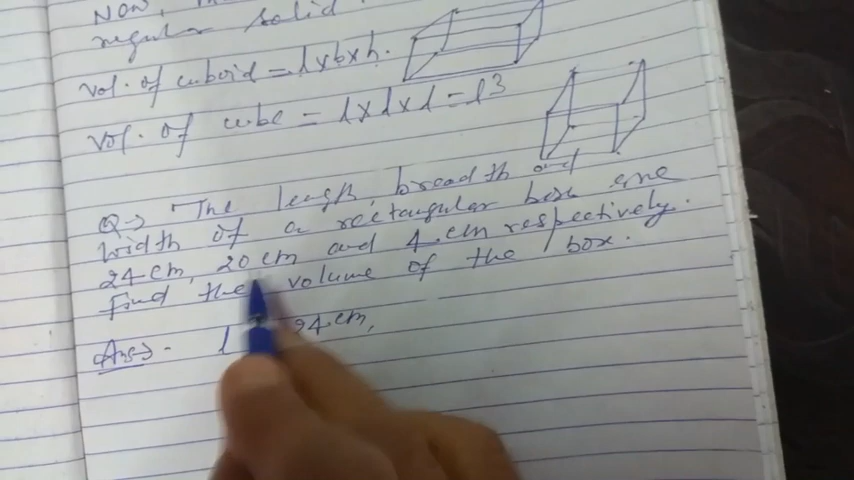 Now,
regular solid.
Vol. of cuboid = l x b x h.
Vol. of cube = l x l x l = l3
Q→ The length, breadth and
width of a rectangular box are
24 cm, 20 cm and 4 cm respectively.
Find the volume of the box.
Ans→ - l 24 cm,